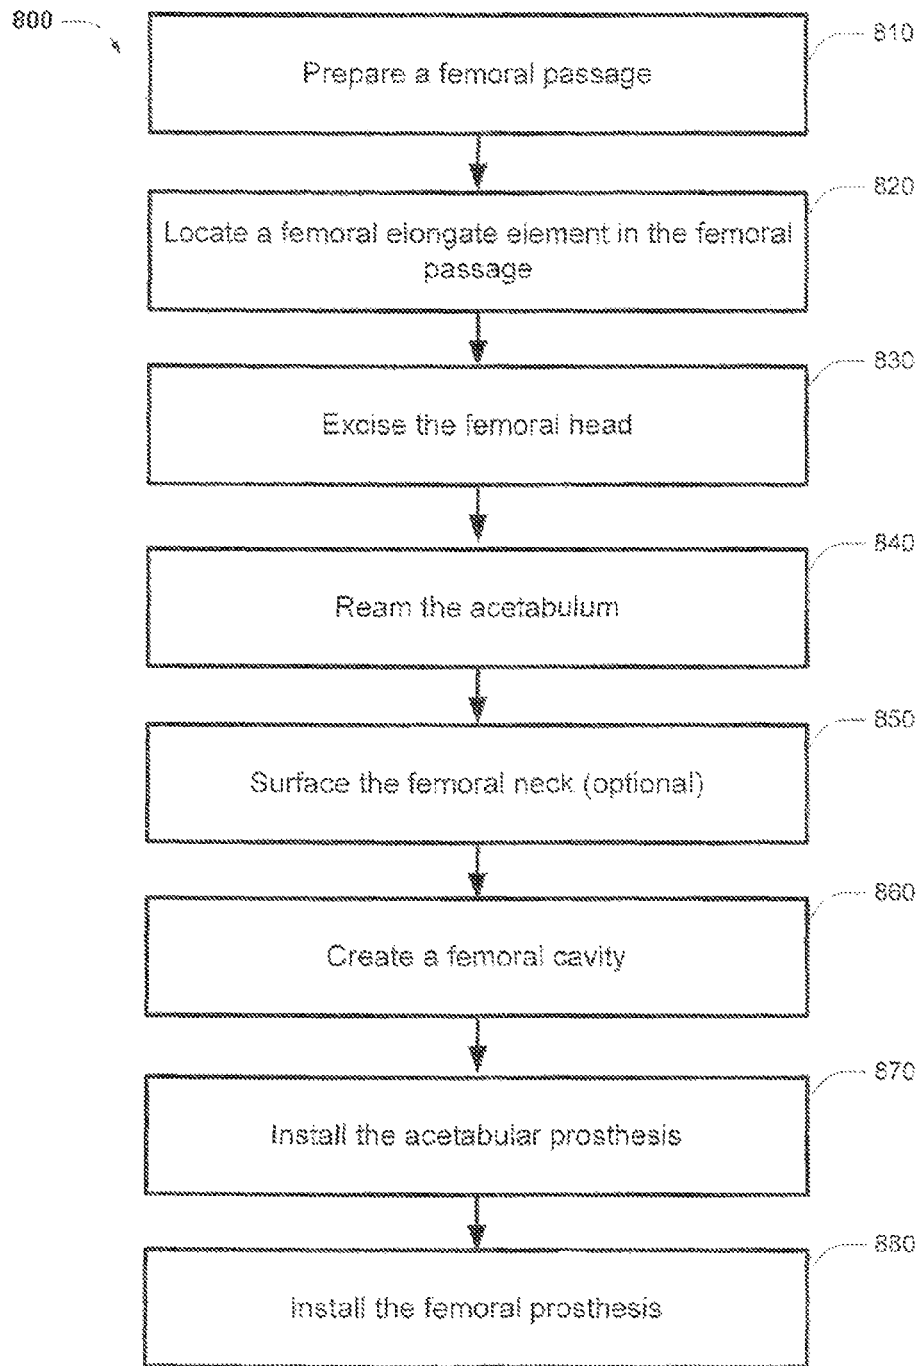 800
810
Prepare a femoral passage
820
Locate a femoral elongate element in the femoral
passage
830
Excise the femoral head
840
Ream the acetabulum
850
Surface the femoral neck (optional)
860
Create a femoral cavity
870
Install the acetabular prosthesis
880
Install the femoral prosthesis